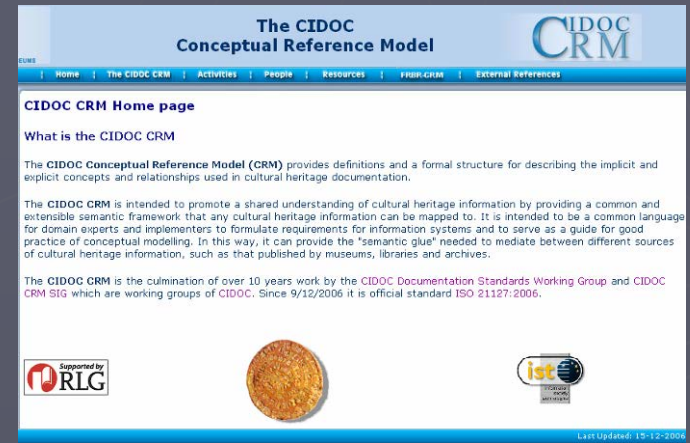 The CIDOC
Conceptual Reference Model
CIDOC
CRM
EUMS
Home | The CIDOC CRM | Activities | People | Resources | FRBR-CRM | External References
CIDOC CRM Home page
What is the CIDOC CRM
The CIDOC Conceptual Reference Model (CRM) provides definitions and a formal structure for describing the implicit and
explicit concepts and relationships used in cultural heritage documentation.
The CIDOC CRM is intended to promote a shared understanding of cultural heritage information by providing a common and
extensible semantic framework that any cultural heritage information can be mapped to. It is intended to be a common language
for domain experts and implementers to formulate requirements for information systems and to serve as a guide for good
practice of conceptual modelling. In this way, it can provide the "semantic glue" needed to mediate between different sources
of cultural heritage information, such as that published by museums, libraries and archives.
The CIDOC CRM is the culmination of over 10 years work by the CIDOC Documentation Standards Working Group and CIDOC
CRM SIG which are working groups of CIDOC. Since 9/12/2006 it is official standard ISO 21127:2006.
Supported by
RLG
ist
Last Updated: 15-12-2006